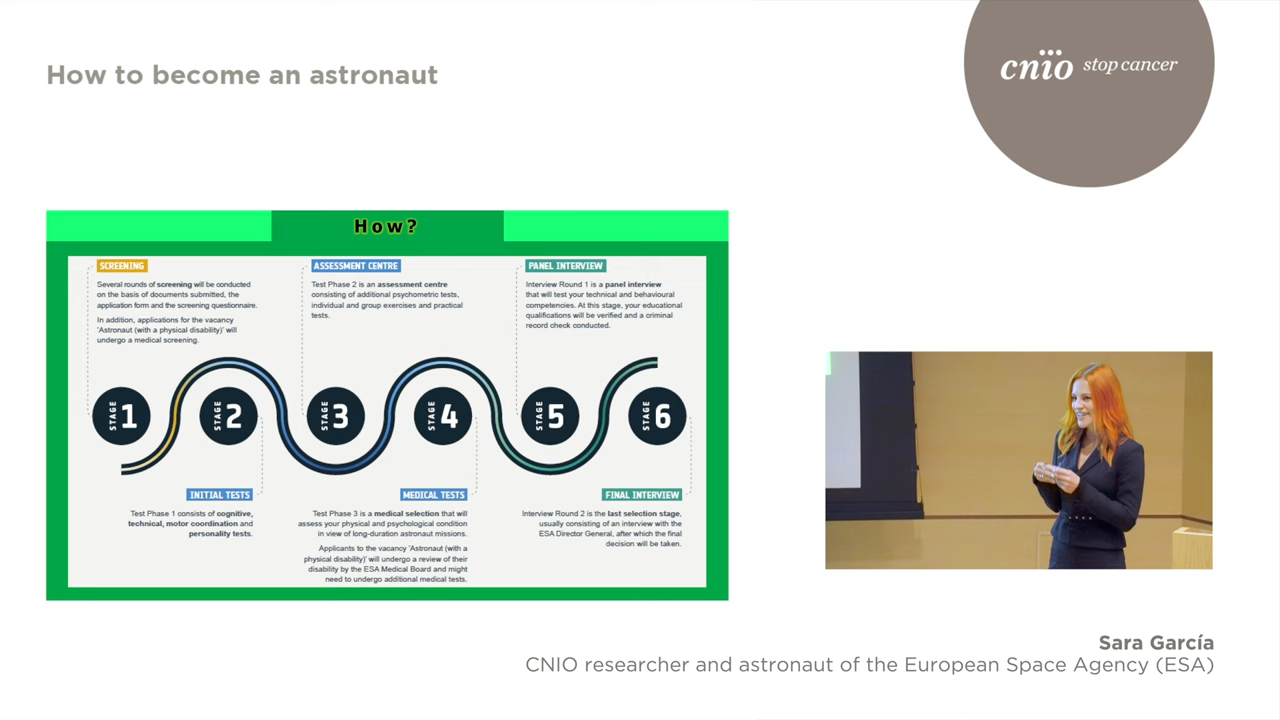 How to become an astronaut
cnio stop cancer
How?
SCREENING
Several rounds of screening will be conducted
on the basis of documents submitted, the
application form and the screening questionnaire.
In addition, applications for the vacancy
'Astronaut (with a physical disability)' will
undergo a medical screening.
ASSESSMENT CENTRE
Test Phase 2 is an assessment centre
consisting of additional psychometric tests,
individual and group exercises and practical
tests.
PANEL INTERVIEW
Interview Round 1 is a panel interview
that will test your technical and behavioural
competencies. At this stage, your educational
qualifications will be verified and a criminal
record check conducted.
STAGE 1
STAGE 2
STAGE 3
STAGE 4
STAGE 5
STAGE 6
INITIAL TESTS
Test Phase 1 consists of cognitive,
technical, motor coordination and
personality tests.
MEDICAL TESTS
Test Phase 3 is a medical selection that will
assess your physical and psychological condition
in view of long-duration astronaut missions.
Applicants to the vacancy 'Astronaut (with a
physical disability)' will undergo a review of their
disability by the ESA Medical Board and might
need to undergo additional medical tests.
FINAL INTERVIEW
Interview Round 2 is the last selection stage,
usually consisting of an interview with the
ESA Director General, after which the final
decision will be taken.
Sara García
CNIO researcher and astronaut of the European Space Agency (ESA)